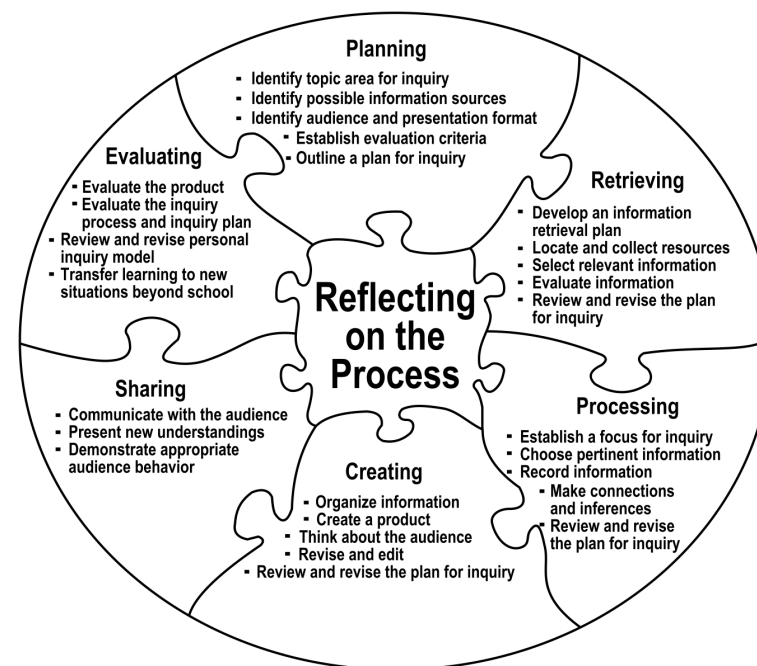 Planning
- Identify topic area for inquiry
- Identify possible information sources
- Identify audience and presentation format
- Establish evaluation criteria
- Outline a plan for inquiry
Retrieving
- Develop an information
retrieval plan
- Locate and collect resources
- Select relevant information
- Evaluate information
- Review and revise the plan
for inquiry
Processing
- Establish a focus for inquiry
- Choose pertinent information
- Record information
- Make connections
and inferences
- Review and revise
the plan for inquiry
Creating
- Organize information
- Create a product
- Think about the audience
- Revise and edit
- Review and revise the plan for inquiry
Sharing
- Communicate with the audience
- Present new understandings
- Demonstrate appropriate
audience behavior
Evaluating
- Evaluate the product
- Evaluate the inquiry
process and inquiry plan
- Review and revise personal
inquiry model
- Transfer learning to new
situations beyond school
Reflecting
on the
Process